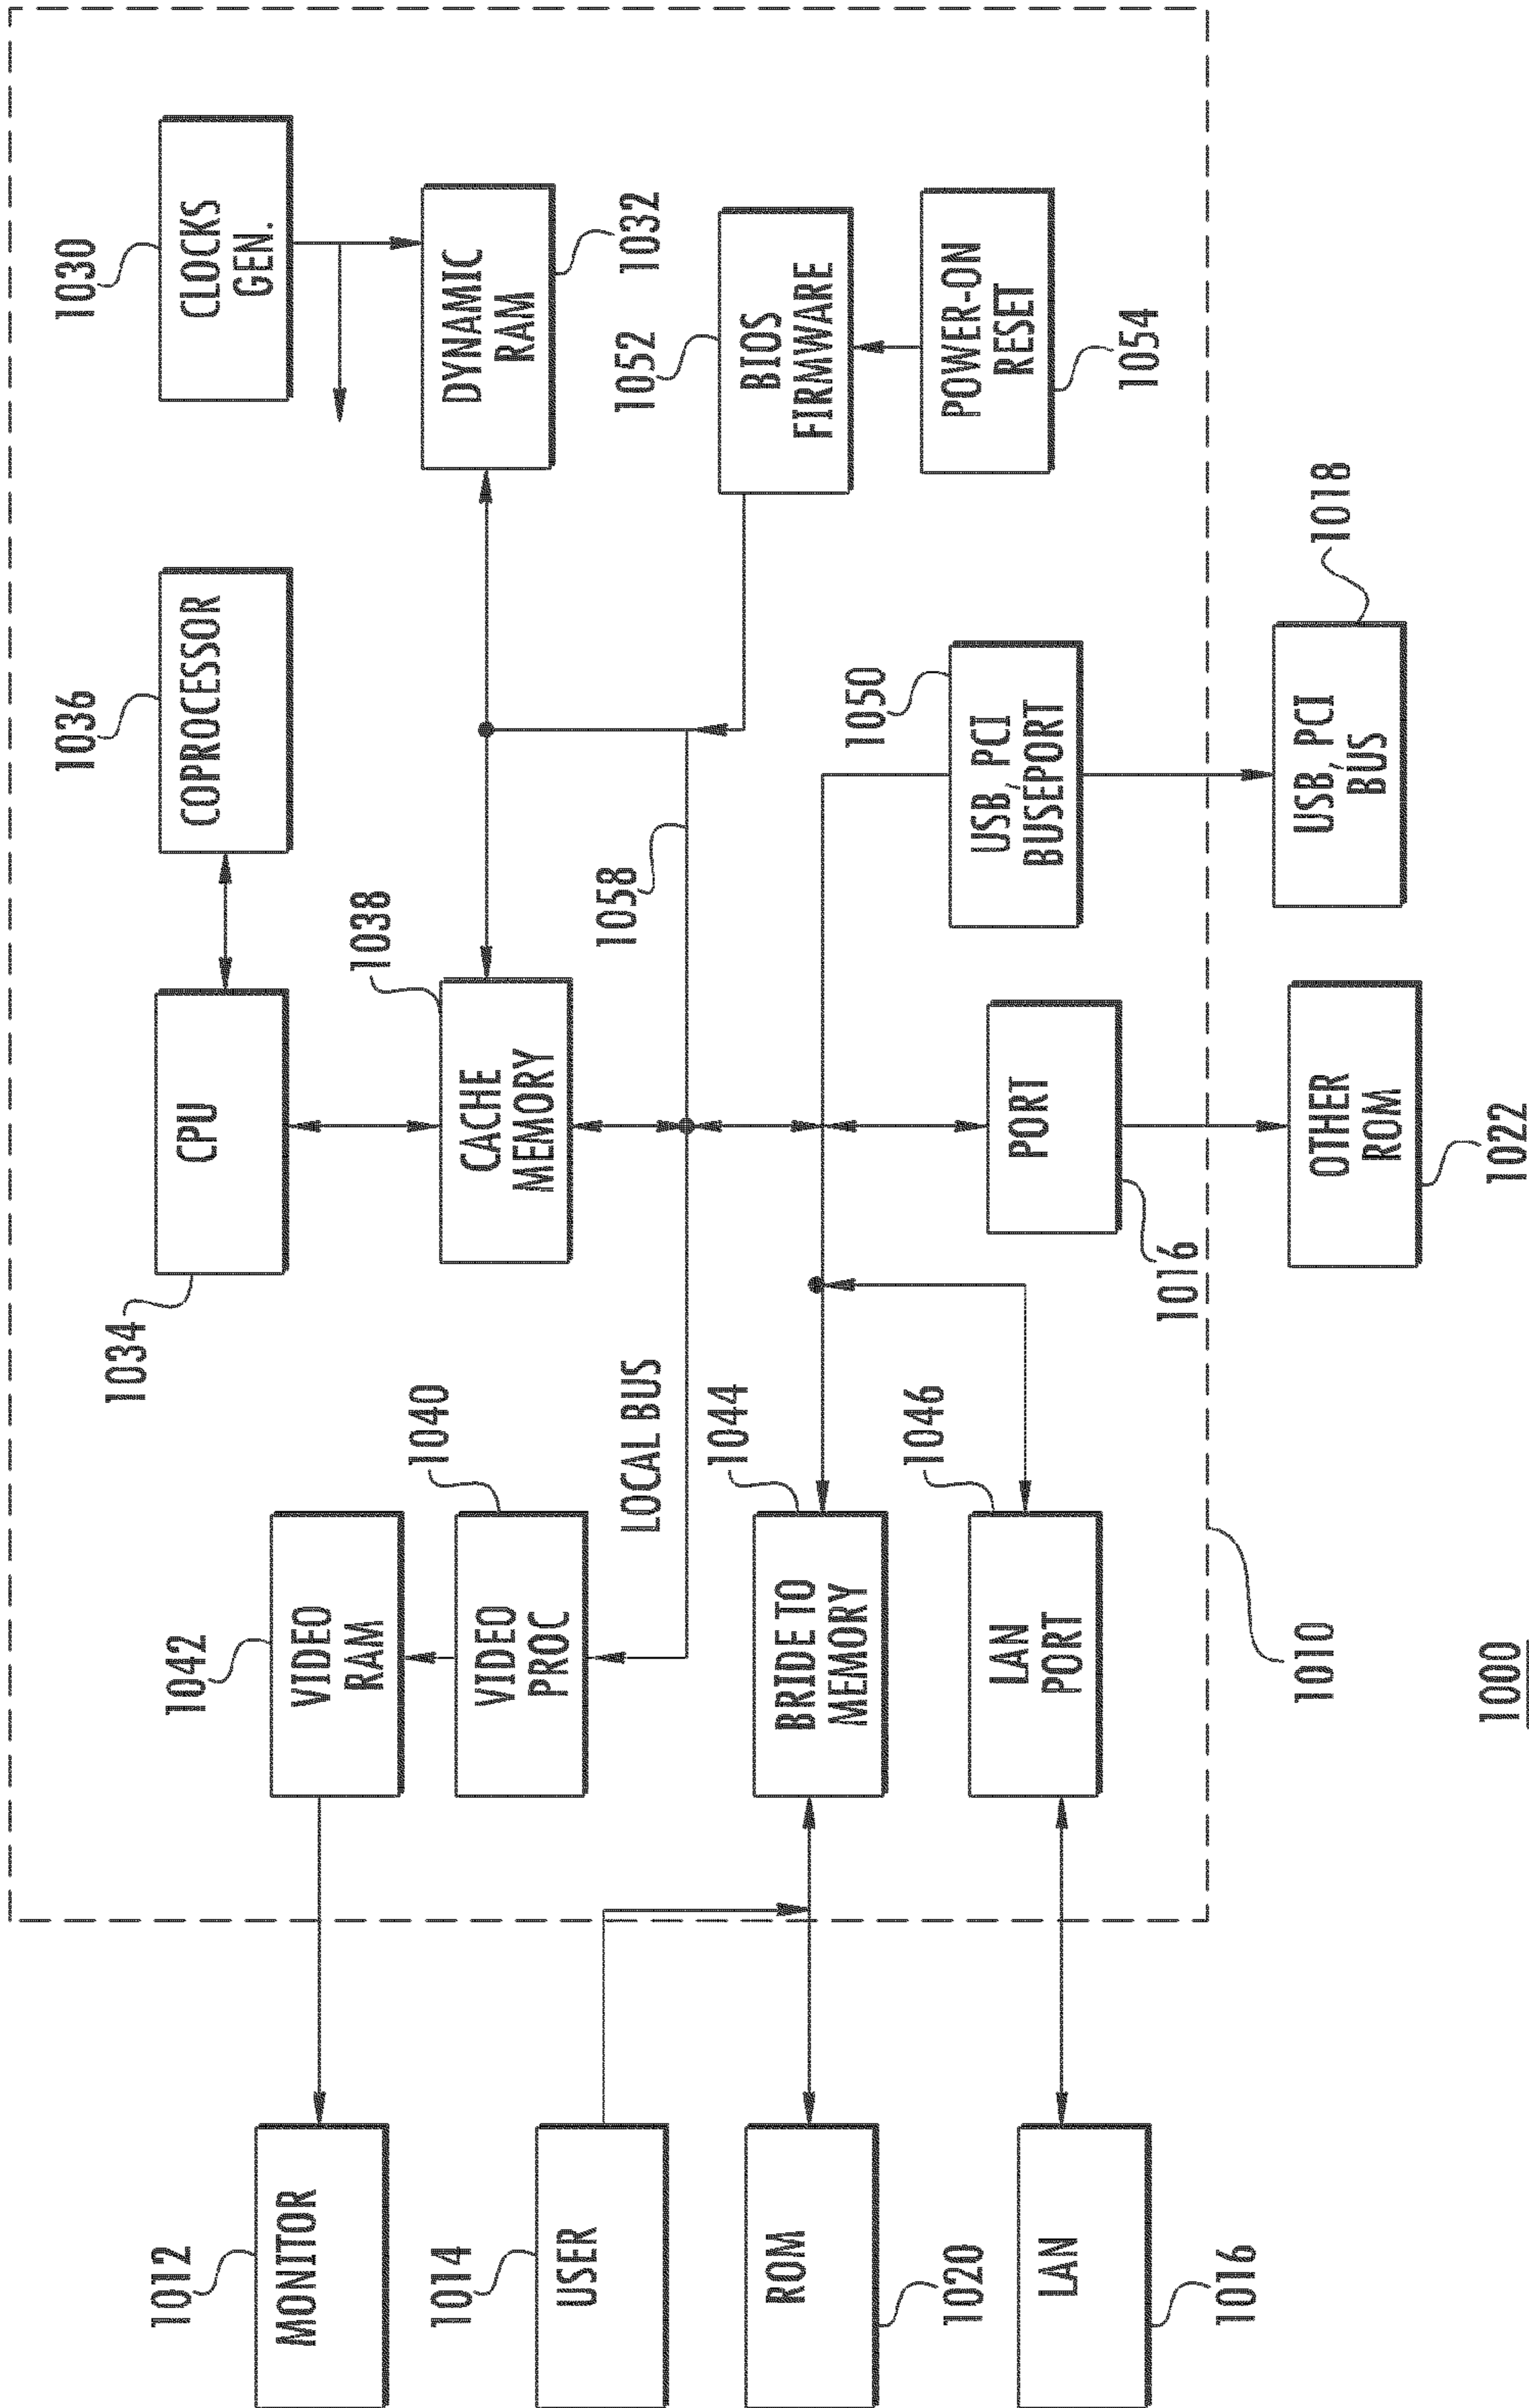 1030
CLOCKS
GEN.
1036
COPROCESSOR
1034
CPU
1032
DYNAMIC
RAM
1038
CACHE
MEMORY
1042
VIDEO
RAM
1012
MONITOR
1040
VIDEO
PROC
LOCAL BUS
1058
1052
BIOS
FIRMWARE
1014
USER
1044
BRIDE TO
MEMORY
1020
ROM
1054
POWER-ON
RESET
1050
USB, PCI
BUSEPORT
1016
PORT
1046
LAN
PORT
1016
LAN
1018
USB, PCI
BUS
1022
OTHER
ROM
1010
1000